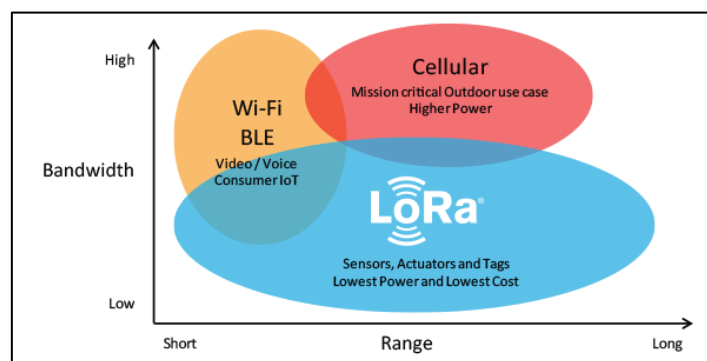 High
Bandwidth
Low
Wi-Fi
BLE
Video / Voice
Consumer IoT
Cellular
Mission critical Outdoor use case
Higher Power
LoRa®
Sensors, Actuators and Tags
Lowest Power and Lowest Cost
Short
Range
Long